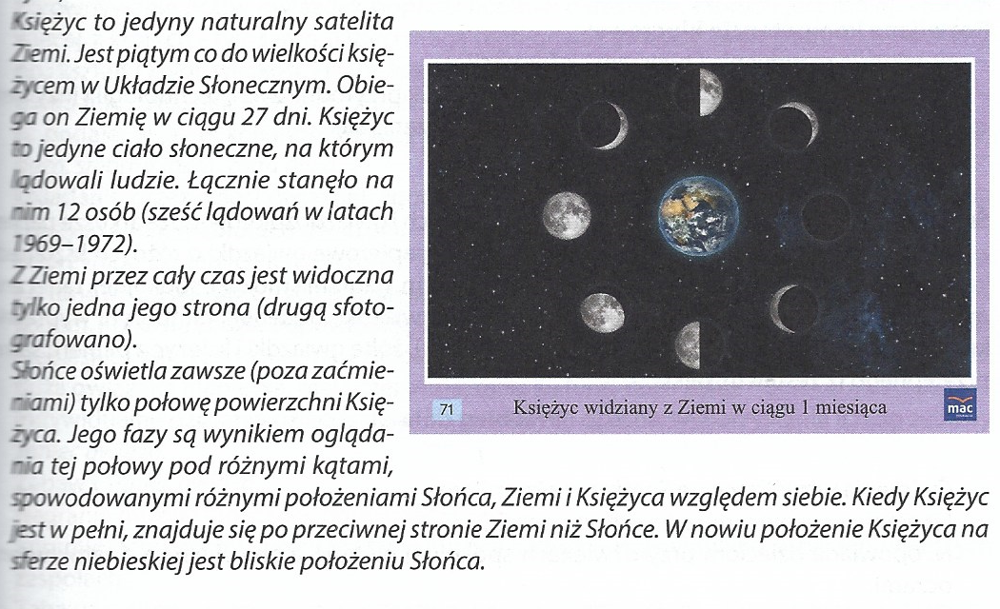 Księżyc to jedyny naturalny satelita
Ziemi. Jest piątym co do wielkości księ-
życem w Układzie Słonecznym. Obie-
ga on Ziemię w ciągu 27 dni. Księżyc
to jedyne ciało słoneczne, na którym
lądowali ludzie. Łącznie stanęło na
nim 12 osób (sześć lądowań w latach
1969–1972).
Z Ziemi przez cały czas jest widoczna
tylko jedna jego strona (drugą sfoto-
grafowano).
Słońce oświetla zawsze (poza zaćmie-
niami) tylko połowę powierzchni Księ-
życa. Jego fazy są wynikiem ogląda-
nia tej połowy pod różnymi kątami,
spowodowanymi różnymi położeniami Słońca, Ziemi i Księżyca względem siebie. Kiedy Księżyc
jest w pełni, znajduje się po przeciwnej stronie Ziemi niż Słońce. W nowiu położenie Księżyca na
sferze niebieskiej jest bliskie położeniu Słońca.
71
Księżyc widziany z Ziemi w ciągu 1 miesiąca
mac